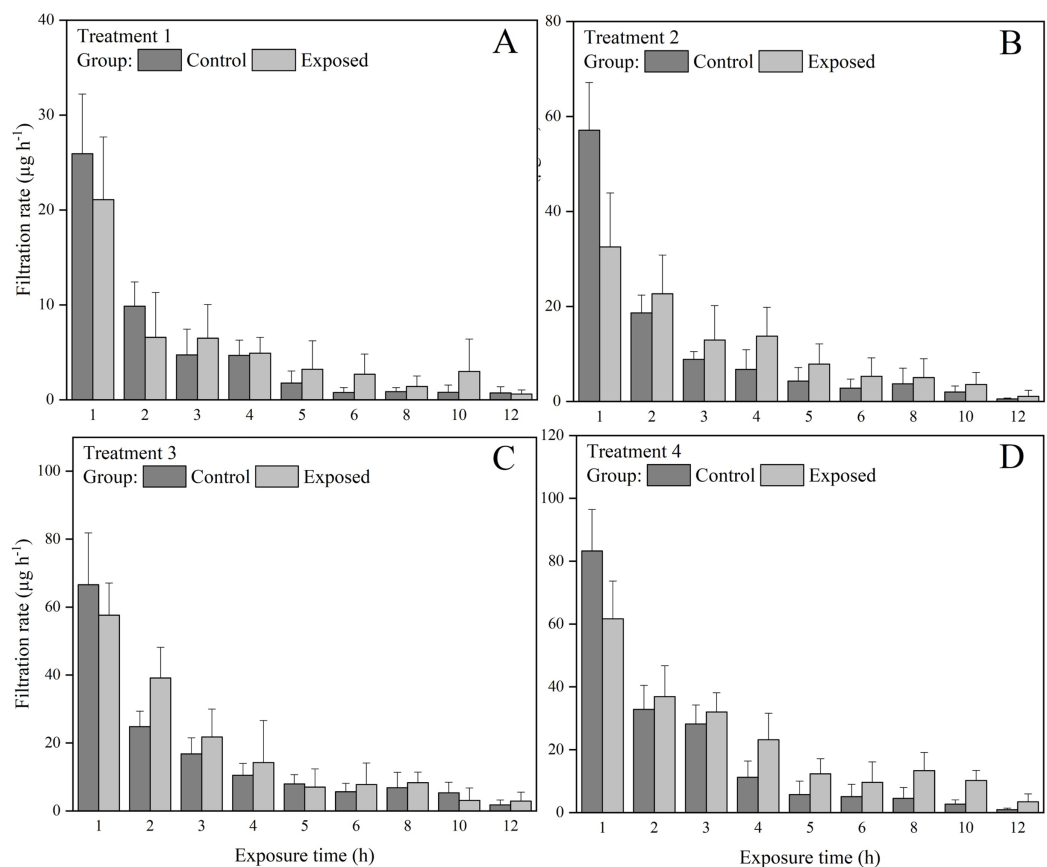 Treatment 1
Group: Control Exposed
A
40
30
20
10
0
Filtration rate (µg h⁻¹)
1 2 3 4 5 6 8 10 12
Treatment 2
Group: Control Exposed
B
80
60
40
20
0
1 2 3 4 5 6 8 10 12
Treatment 3
Group: Control Exposed
C
100
80
60
40
20
0
Filtration rate (µg h⁻¹)
1 2 3 4 5 6 8 10 12
Exposure time (h)
Treatment 4
Group: Control Exposed
D
120
100
80
60
40
20
0
1 2 3 4 5 6 8 10 12
Exposure time (h)